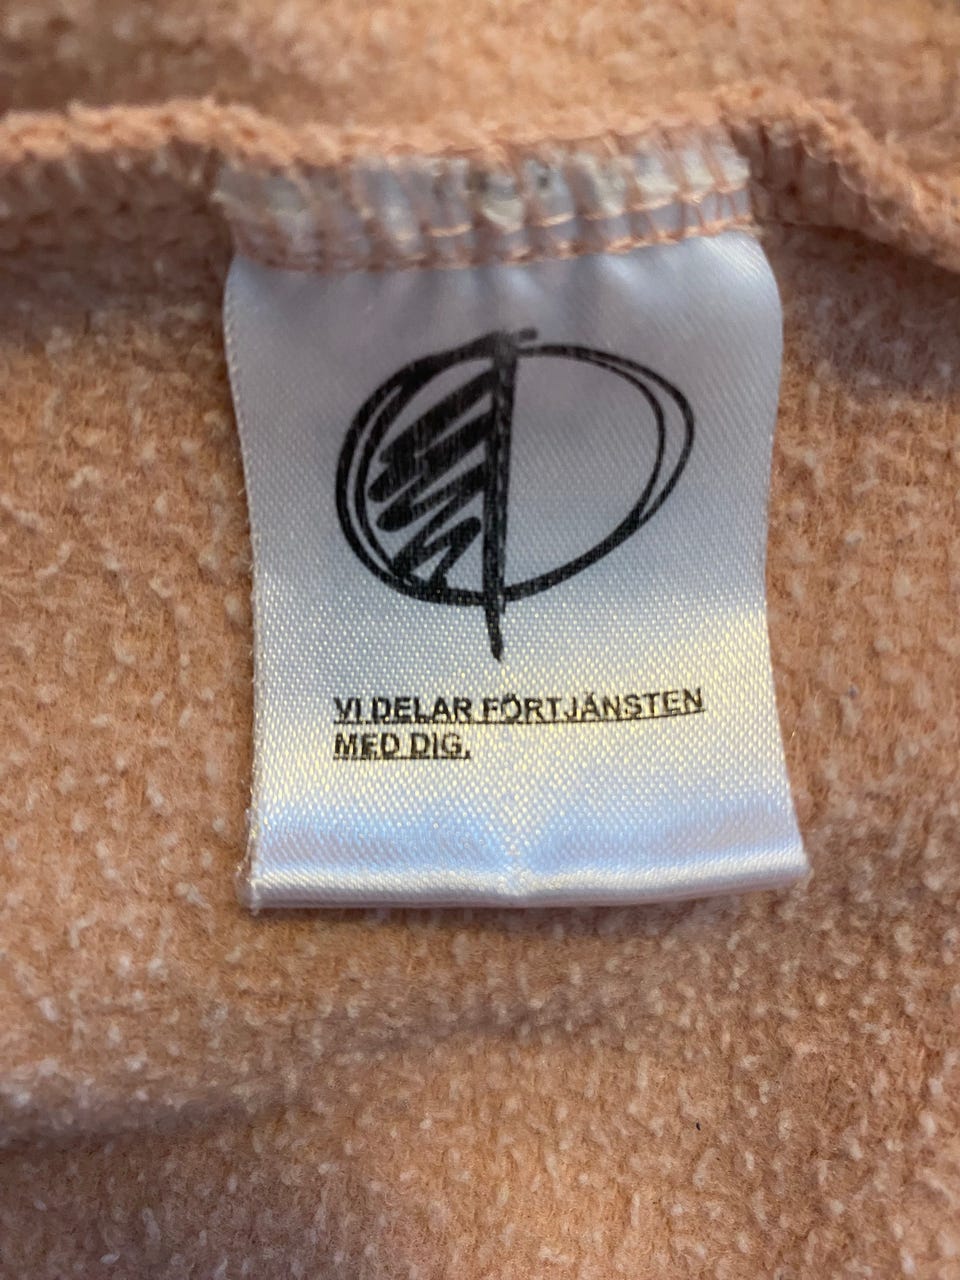 VI DELAR FÖRTJÄNSTEN
MED DIG.